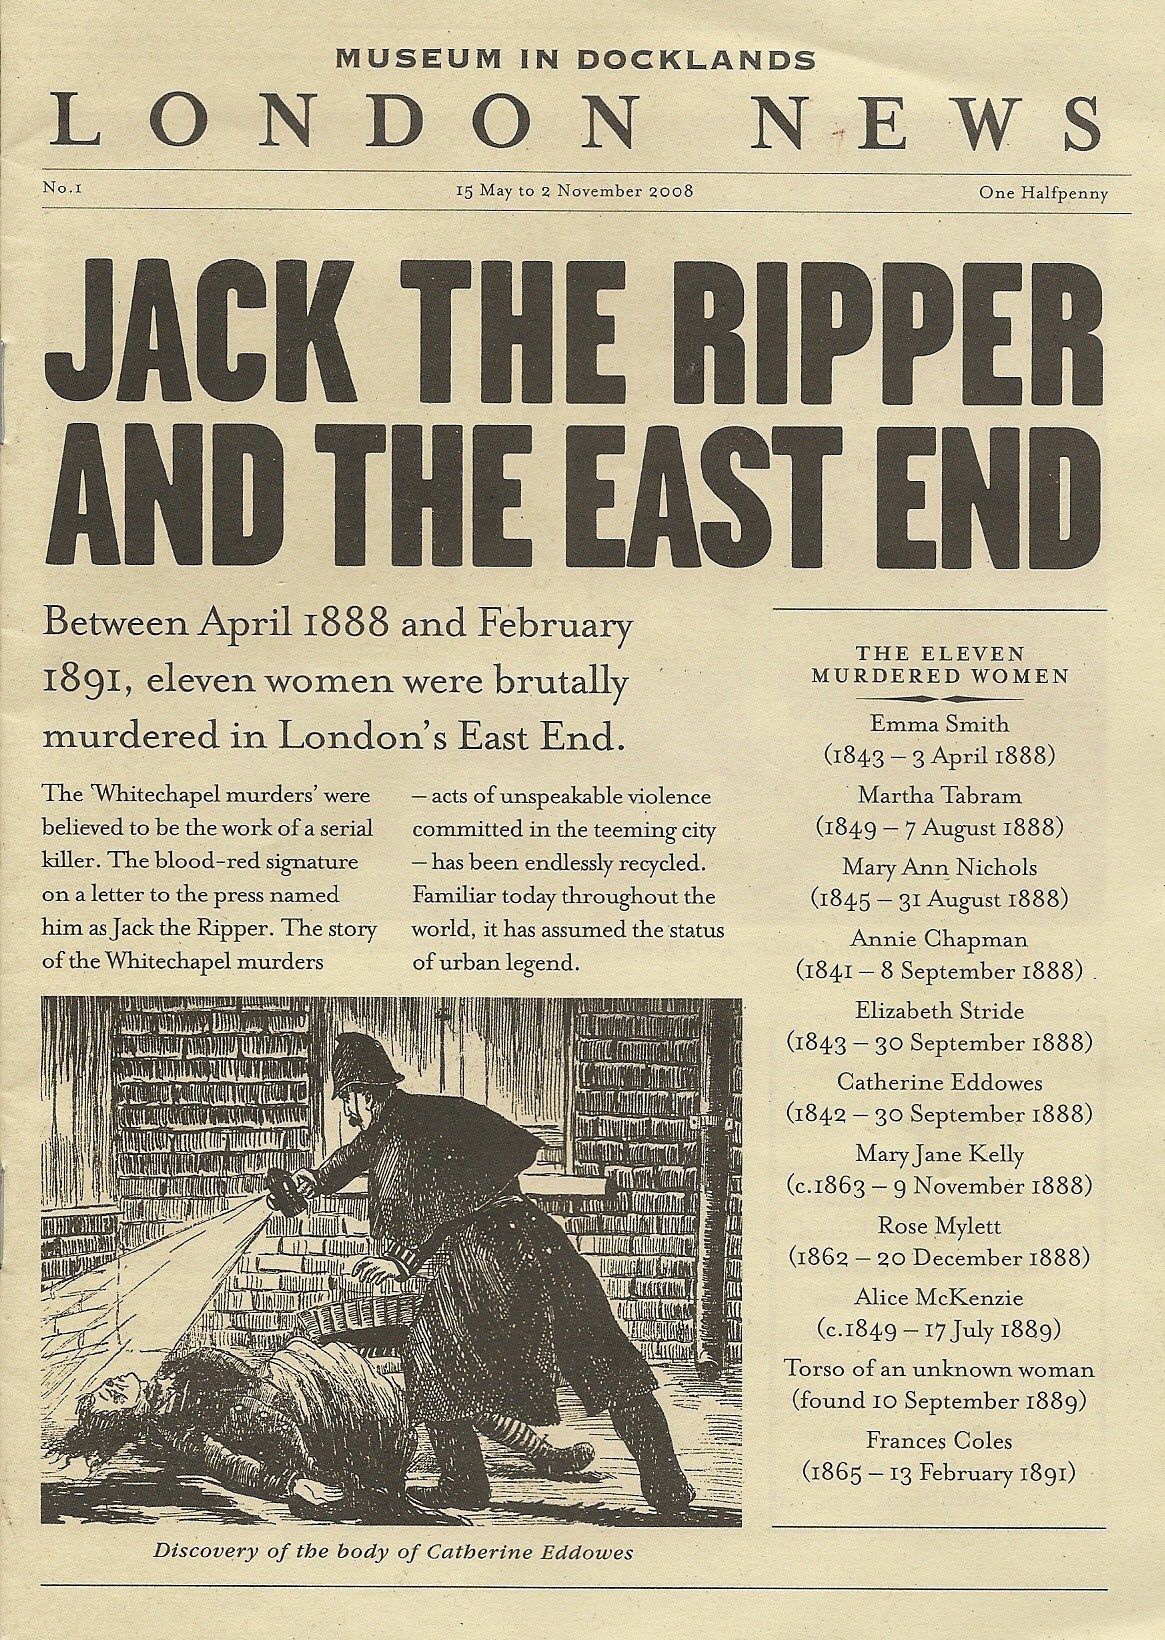 MUSEUM IN DOCKLANDS
LONDON NEWS
No.1
15 May to 2 November 2008
One Halfpenny
JACK THE RIPPER
AND THE EAST END
Between April 1888 and February
1891, eleven women were brutally
murdered in London's East End.
The 'Whitechapel murders' were
believed to be the work of a serial
killer. The blood-red signature
on a letter to the press named
him as Jack the Ripper. The story
of the Whitechapel murders
– acts of unspeakable violence
committed in the teeming city
– has been endlessly recycled.
Familiar today throughout the
world, it has assumed the status
of urban legend.
Discovery of the body of Catherine Eddowes
THE ELEVEN
MURDERED WOMEN
Emma Smith
(1843 – 3 April 1888)
Martha Tabram
(1849 – 7 August 1888)
Mary Ann Nichols
(1845 – 31 August 1888)
Annie Chapman
(1841 – 8 September 1888)
Elizabeth Stride
(1843 – 30 September 1888)
Catherine Eddowes
(1842 – 30 September 1888)
Mary Jane Kelly
(c.1863 – 9 November 1888)
Rose Mylett
(1862 – 20 December 1888)
Alice McKenzie
(c.1849 – 17 July 1889)
Torso of an unknown woman
(found 10 September 1889)
Frances Coles
(1865 – 13 February 1891)